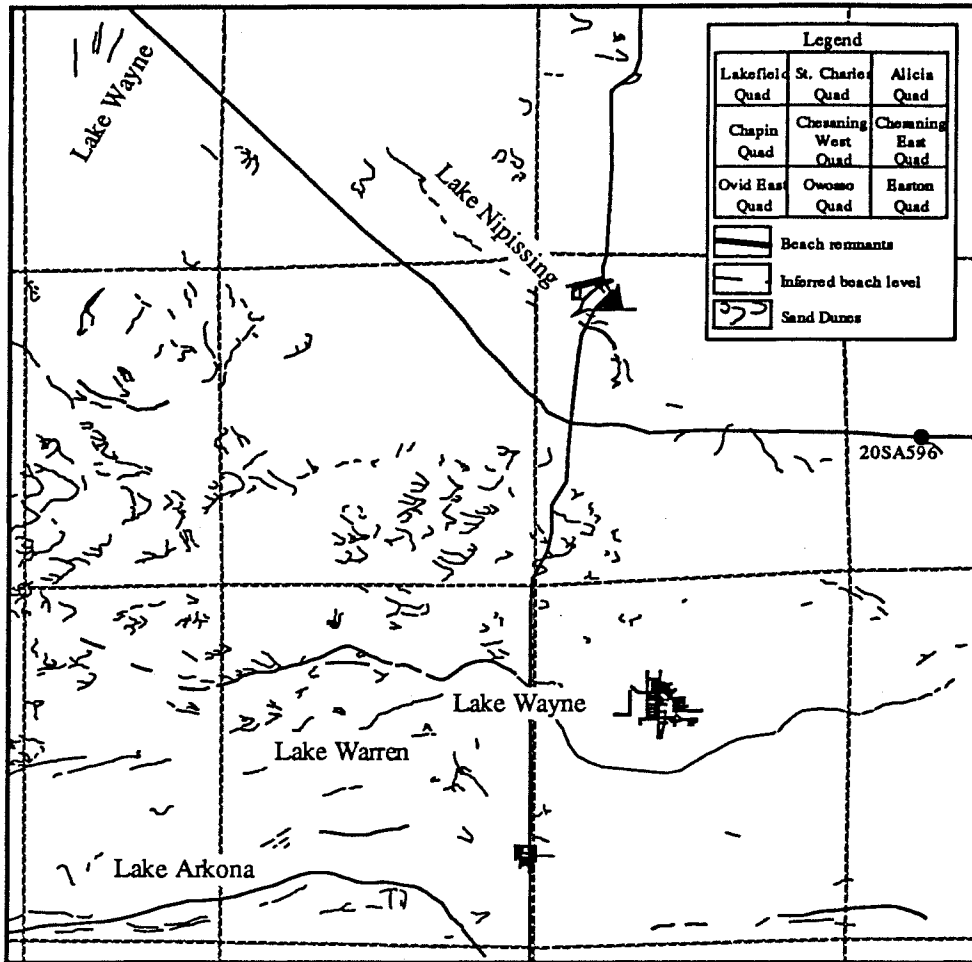 Legend
Lakefield St. Charles Alicia
Quad Quad Quad
Chapin Chesaning Chesaning
Quad West East
Quad Quad
Ovid East Owosso Easton
Quad Quad Quad
Beach remnants
Inferred beach level
Sand Dunes
Lake Wayne
Lake Nipissing
20SA596
Lake Wayne
Lake Warren
Lake Arkona